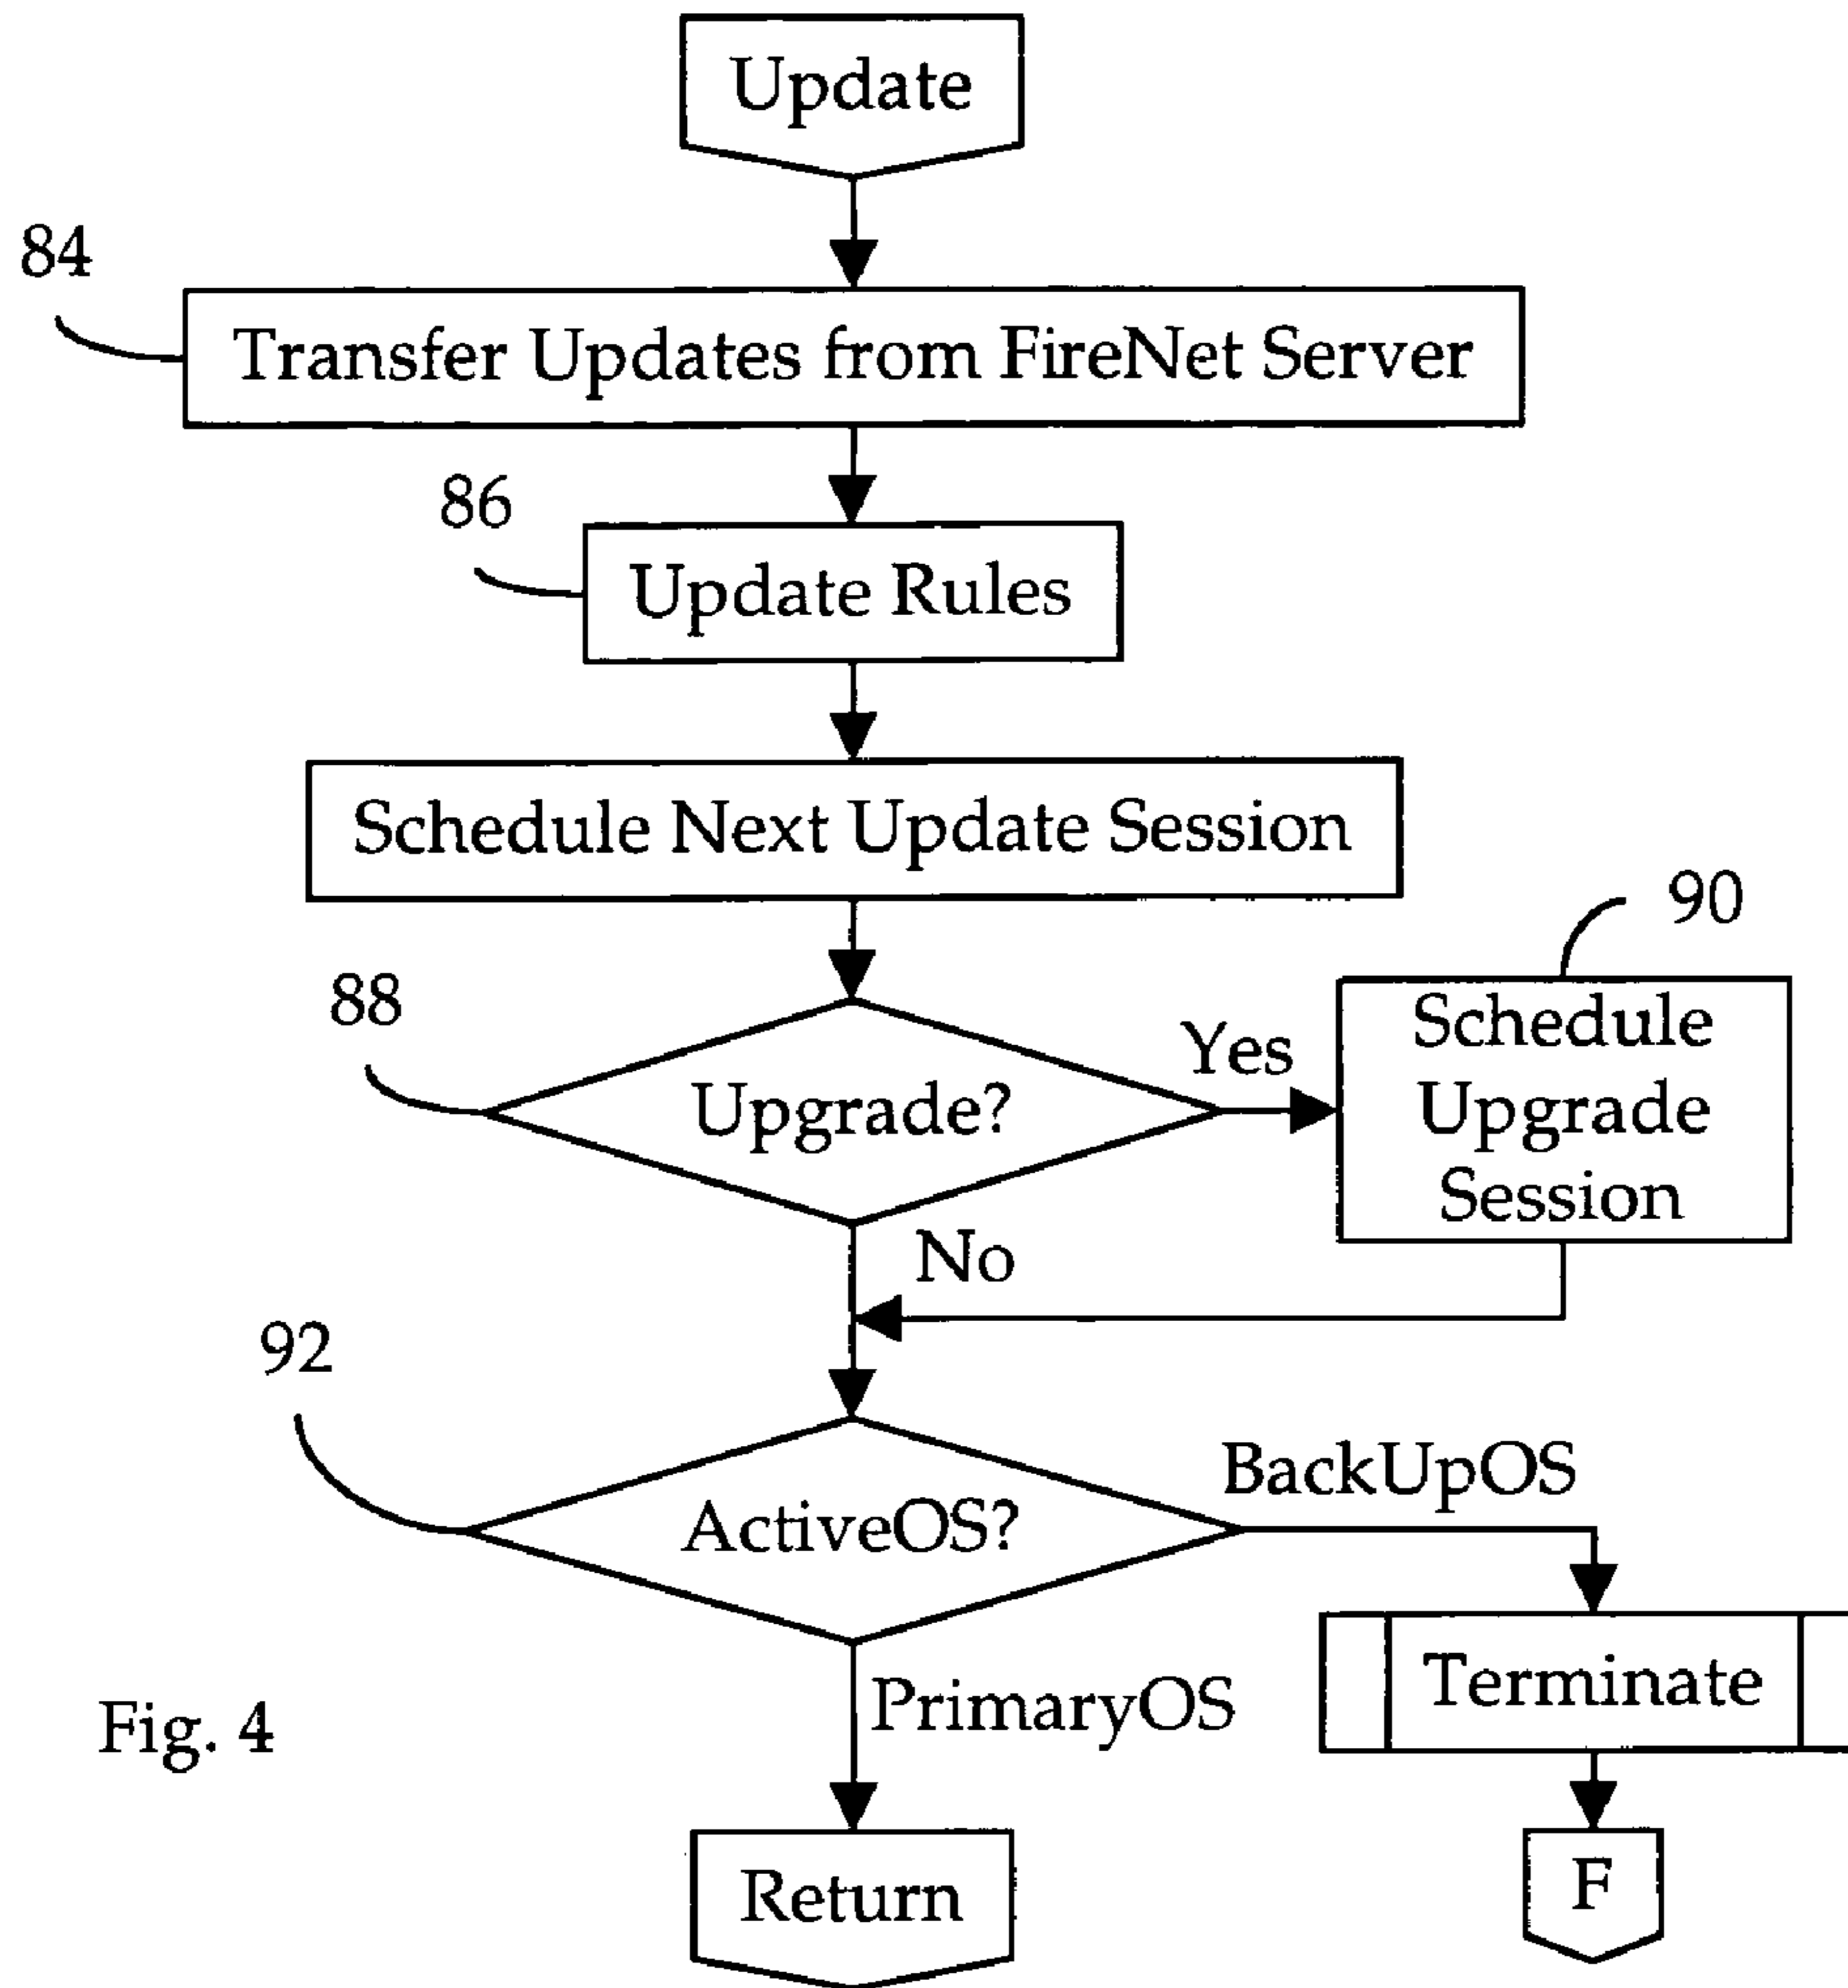 Update
84
Transfer Updates from FireNet Server
86
Update Rules
Schedule Next Update Session
90
88
Upgrade?
Yes
Schedule
Upgrade
Session
No
92
ActiveOS?
BackUpOS
Terminate
PrimaryOS
Fig. 4
Return
F